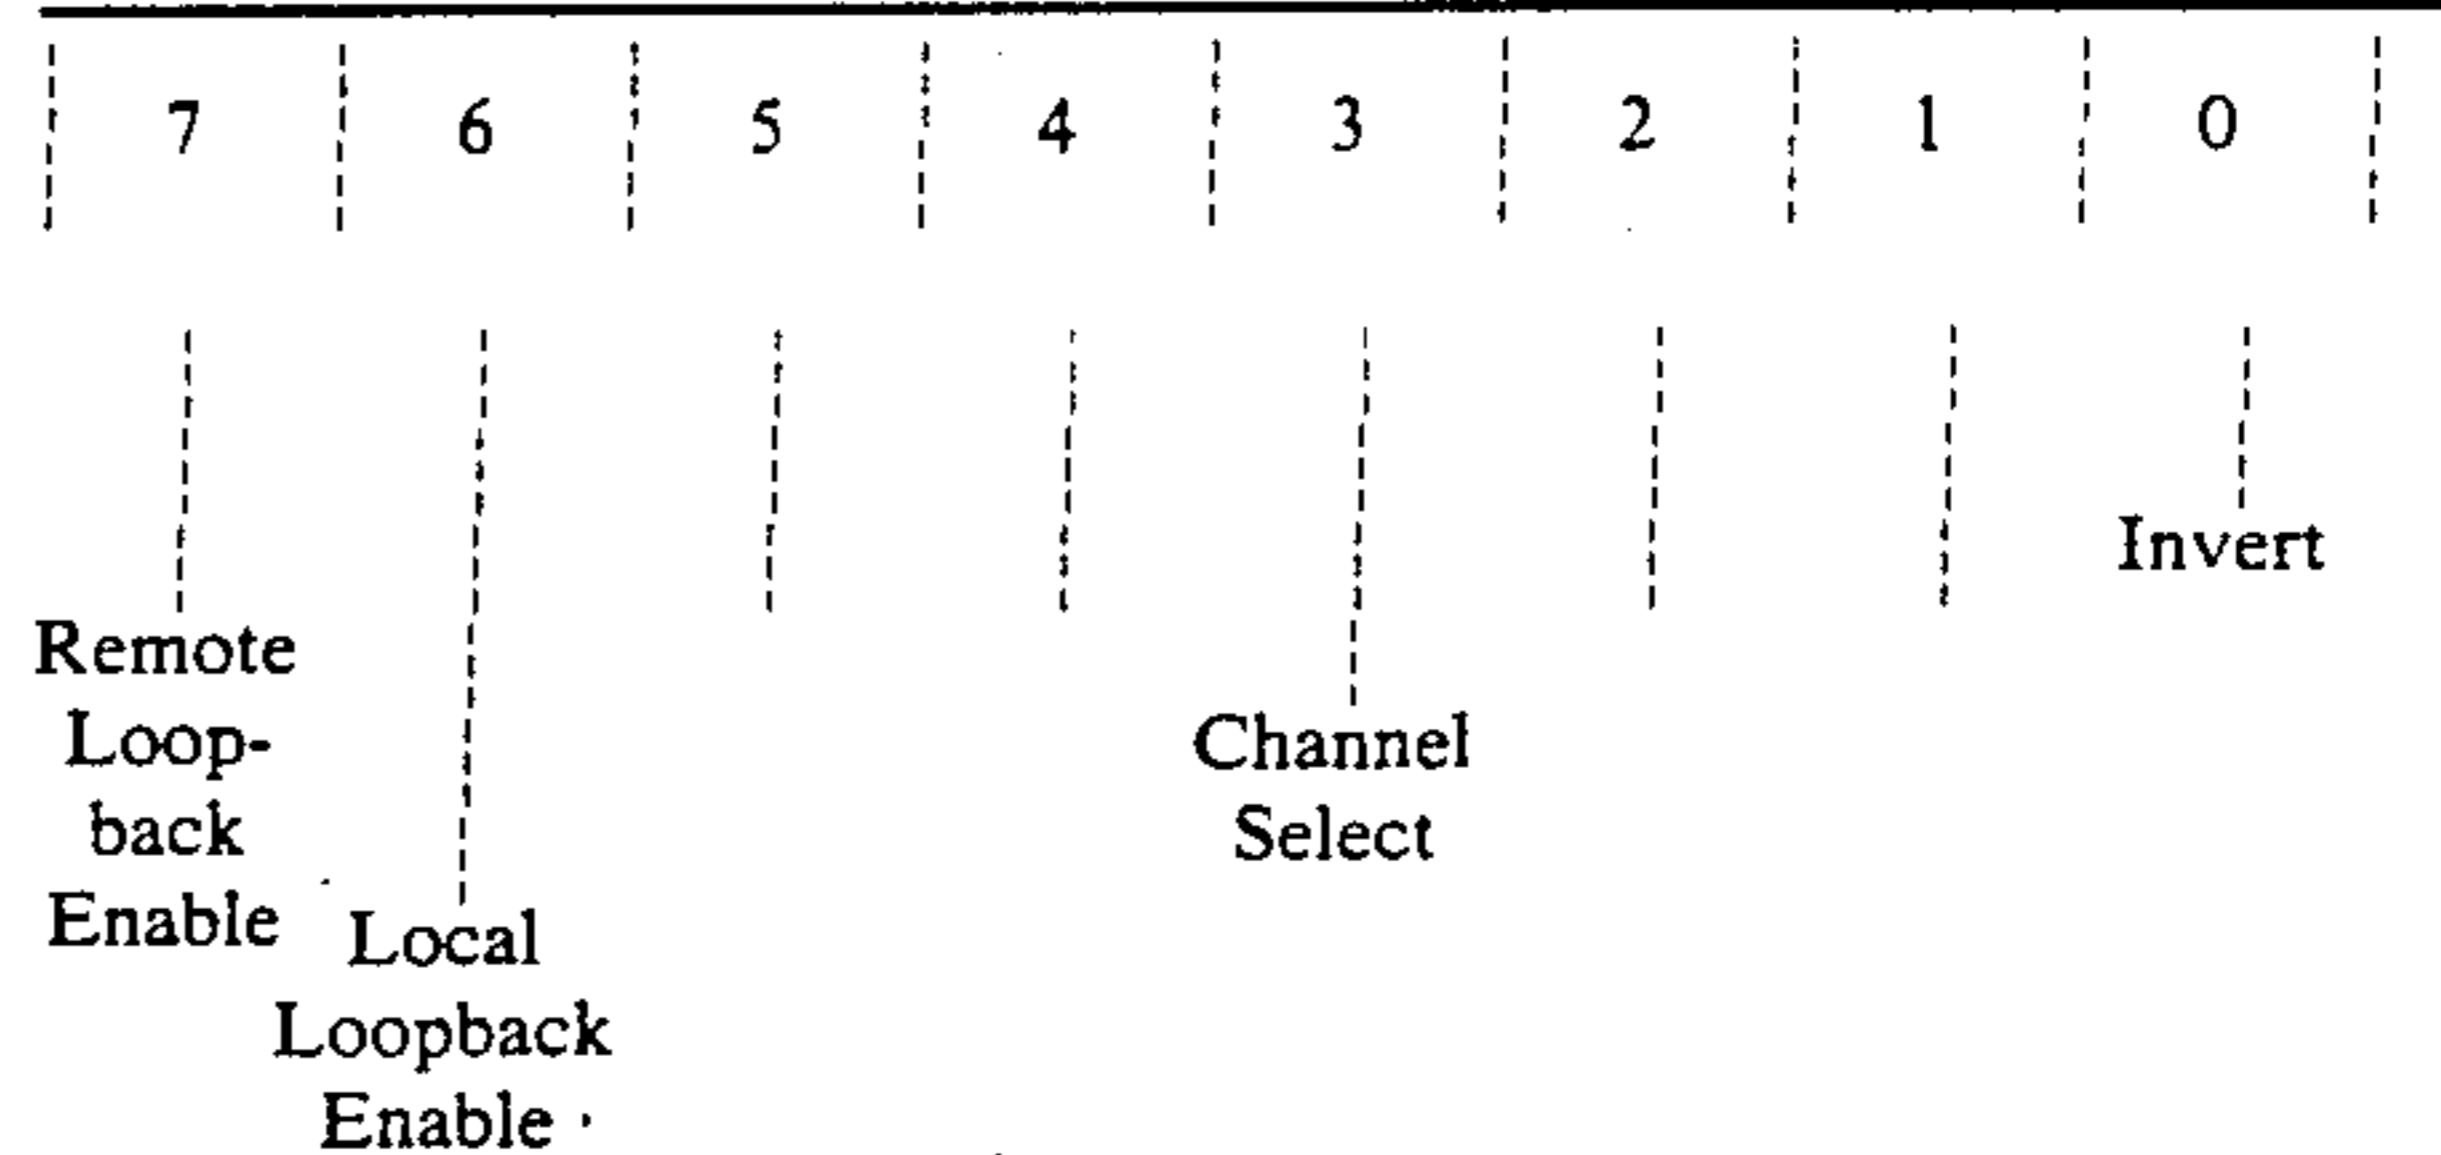 7 6 5 4 3 2 1 0
Invert
Remote
Loop-
back
Enable
Channel
Select
Local
Loopback
Enable